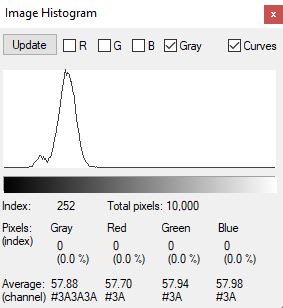 Image Histogram x
Update R G B Gray Curves
Index: 252 Total pixels: 10,000
Pixels: Gray Red Green Blue
(index) 0 0 0 0
(0.0 %) (0.0 %) (0.0 %) (0.0 %)
Average: 57.88 57.70 57.94 57.98
(channel) #3A3A3A #3A #3A #3A